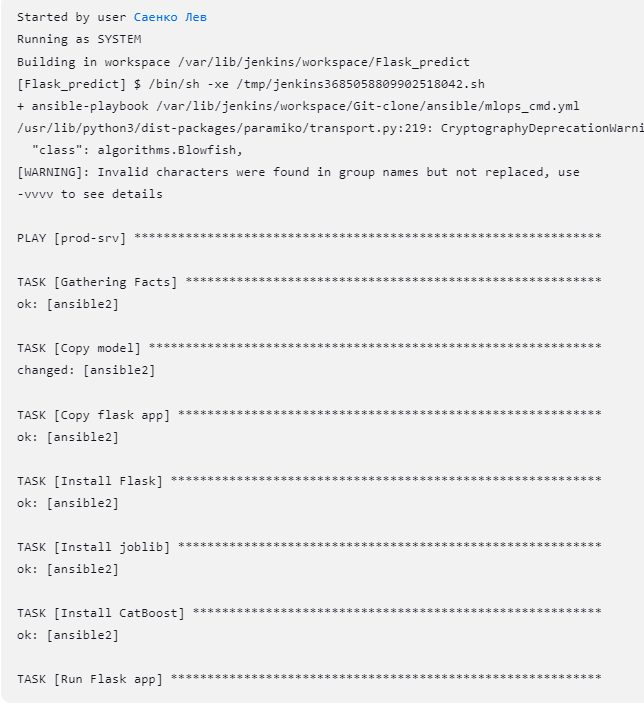 Started by user Саенко Лев
Running as SYSTEM
Building in workspace /var/lib/jenkins/workspace/Flask_predict
[Flask_predict] $ /bin/sh -xe /tmp/jenkins3685058809902518042.sh
+ ansible-playbook /var/lib/jenkins/workspace/Git-clone/ansible/mlops_cmd.yml
/usr/lib/python3/dist-packages/paramiko/transport.py:219: CryptographyDeprecationWarni
"class": algorithms.Blowfish,
[WARNING]: Invalid characters were found in group names but not replaced, use
-vvvv to see details
PLAY [prod-srv] ****************************************************************
TASK [Gathering Facts] *********************************************************
ok: [ansible2]
TASK [Copy model] **************************************************************
changed: [ansible2]
TASK [Copy flask app] **********************************************************
ok: [ansible2]
TASK [Install Flask] ***********************************************************
ok: [ansible2]
TASK [Install joblib] **********************************************************
ok: [ansible2]
TASK [Install CatBoost] ********************************************************
ok: [ansible2]
TASK [Run Flask app] ***********************************************************